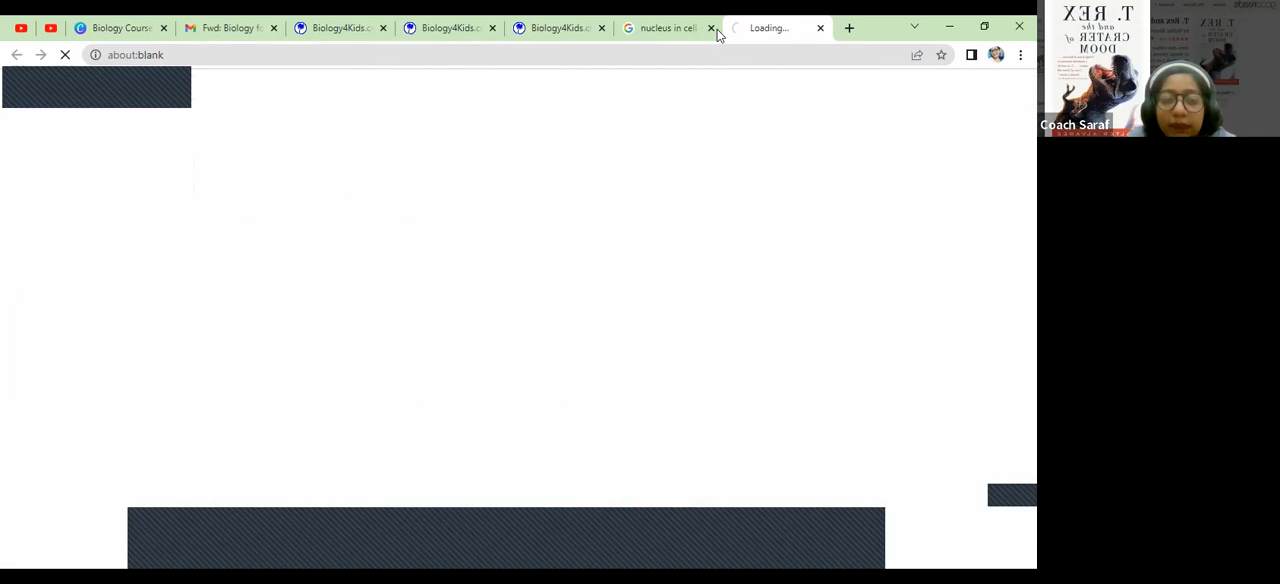 Biology Course
Fwd: Biology fo
Biology4Kids.c
Biology4Kids.c
Biology4Kids.c
nucleus in cell
Loading...
about:blank
T. REX
and the
CRATER of
DOOM
Coach Saraf